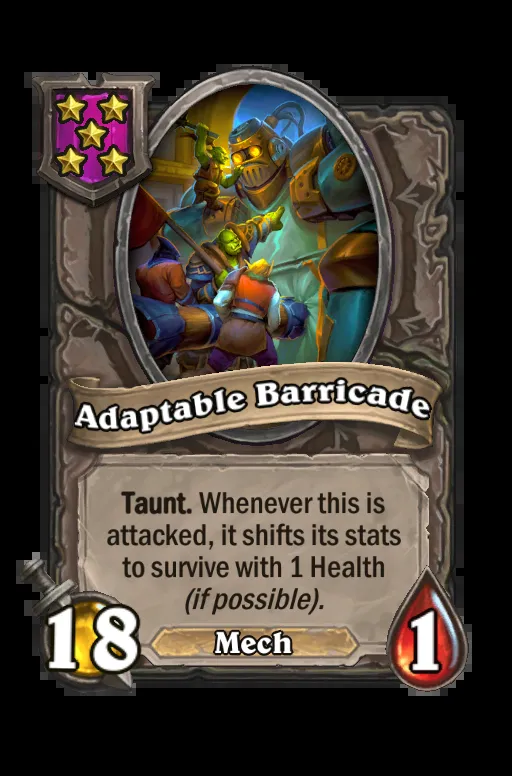 Adaptable Barricade
Taunt. Whenever this is
attacked, it shifts its stats
to survive with 1 Health
(if possible).
18
Mech
1